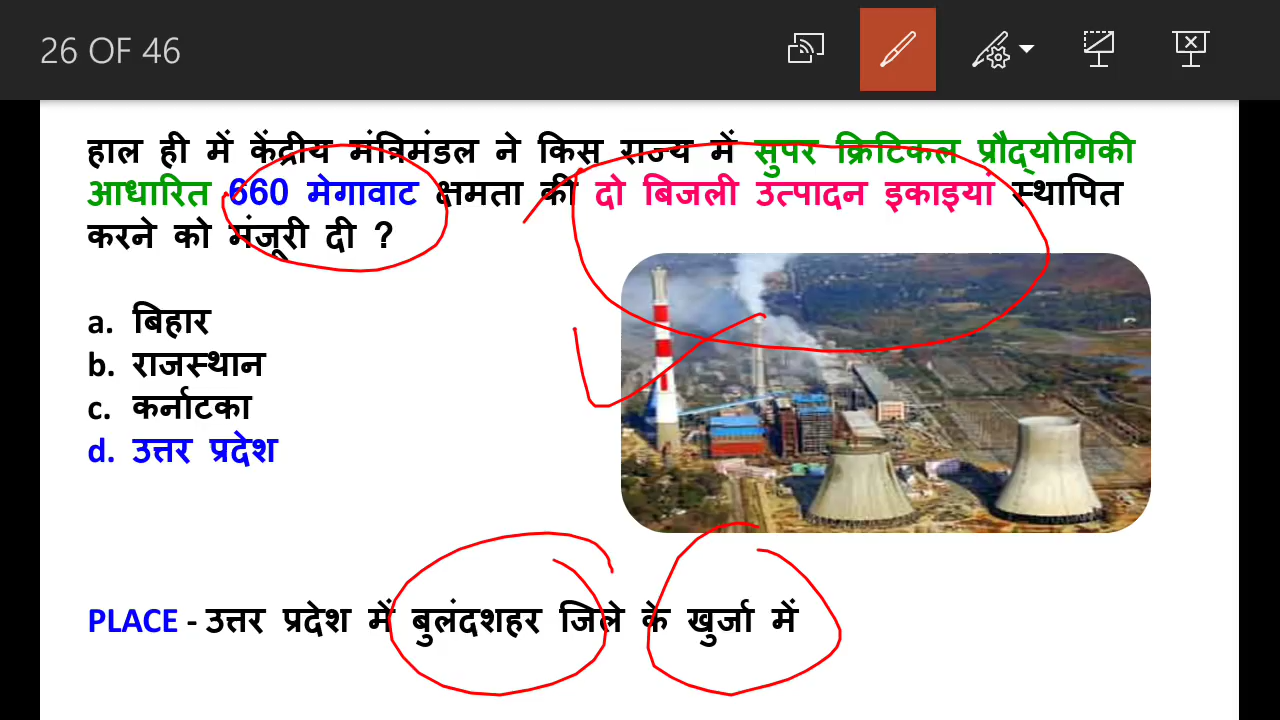 26 OF 46
हाल ही में केंद्रीय मंत्रिमंडल ने किस राज्य में सुपर क्रिटिकल प्रौद्योगिकी
आधारित 660 मेगावाट क्षमता की दो बिजली उत्पादन इकाइयां स्थापित
करने को मंजूरी दी ?
a. बिहार
b. राजस्थान
c. कर्नाटका
d. उत्तर प्रदेश
PLACE - उत्तर प्रदेश में बुलंदशहर जिले के खुर्जा में